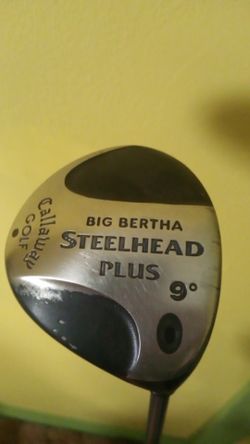 BIG BERTHA
STEELHEAD
PLUS
9°
Callaway
GOLF